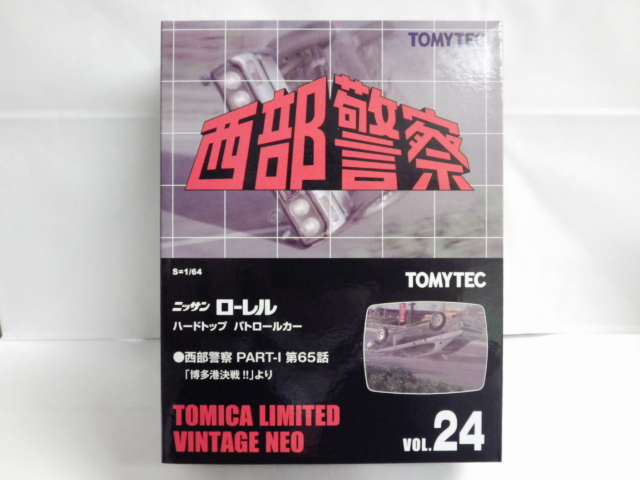 TOMYTEC
西部警察
S=1/64
TOMYTEC
ニッサン ローレル
ハードトップ パトロールカー
●西部警察 PART-I 第65話
「博多港決戦!!」より
TOMICA LIMITED
VINTAGE NEO
VOL.24